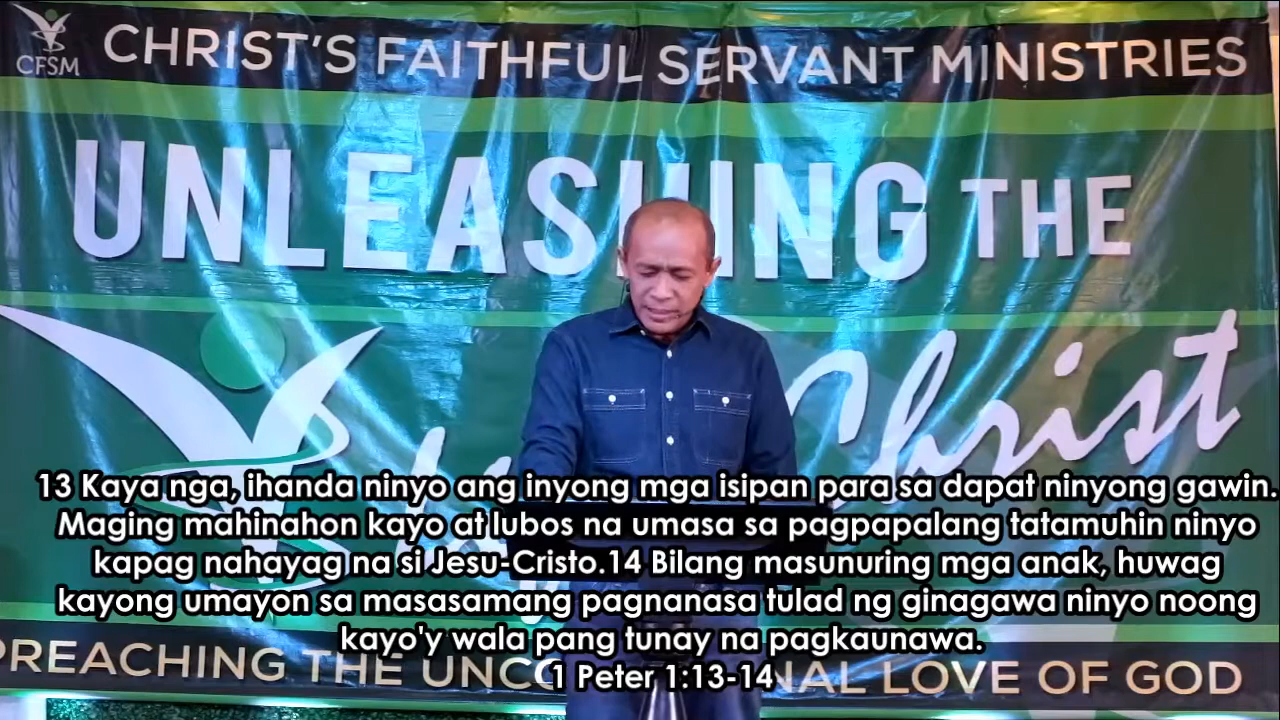 CFSM
CHRIST'S FAITHFUL SERVANT MINISTRIES
UNLEASHING THE
Christ
13 Kaya nga, ihanda ninyo ang inyong mga isipan para sa dapat ninyong gawin.
Maging mahinahon kayo at lubos na umasa sa pagpapalang tatamuhin ninyo
kapag nahayag na si Jesu-Cristo.14 Bilang masunuring mga anak, huwag
kayong umayon sa masasamang pagnanasa tulad ng ginagawa ninyo noong
kayo'y wala pang tunay na pagkaunawa.
1 Peter 1:13-14
PREACHING THE LOVE OF GOD